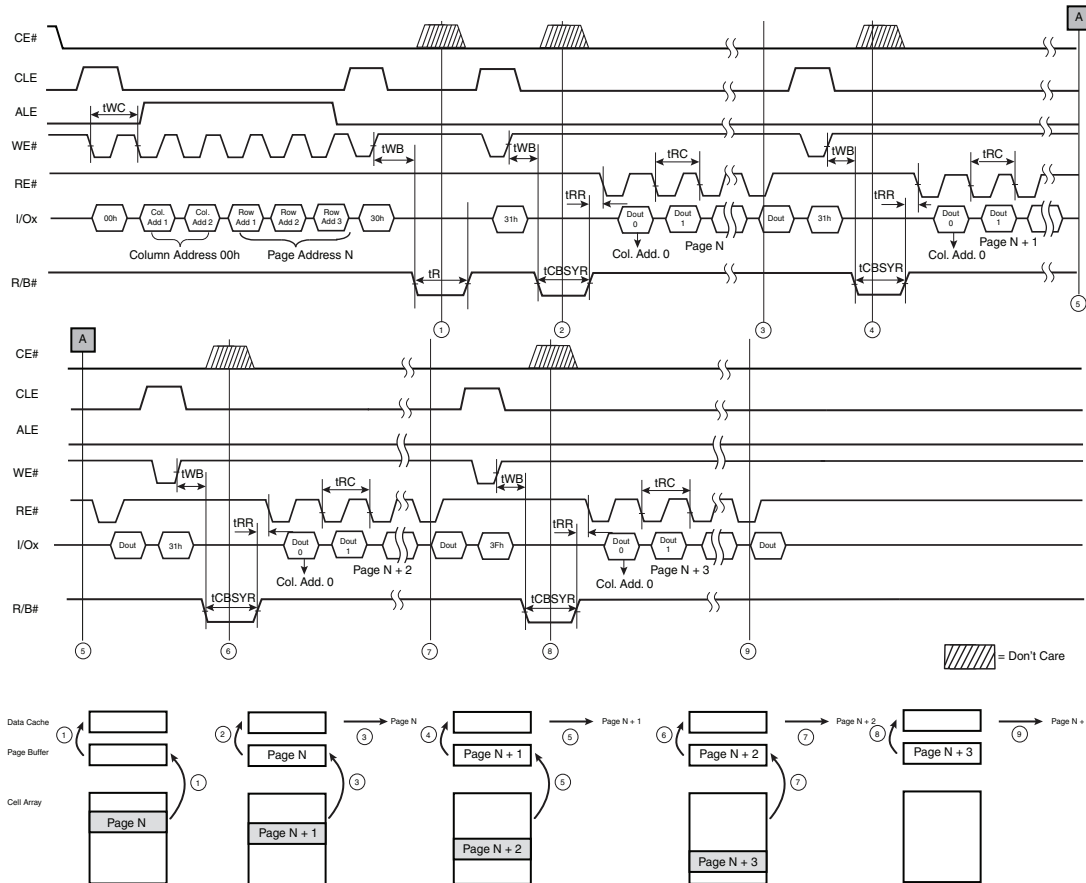 A
CE#
CLE
ALE
tWC
WE#
tWB
tWB
tWB
RE#
tRC
tRC
tRR
tRR
I/Ox
00h
Col. Add 1
Col. Add 2
Row Add 1
Row Add 2
Row Add 3
30h
31h
Dout 0
Dout 1
Dout
31h
Dout 0
Dout 1
Column Address 00h
Page Address N
Col. Add. 0
Page N
Col. Add. 0
Page N + 1
R/B#
tR
tCBSYR
tCBSYR
1
2
3
4
5
A
CE#
CLE
ALE
WE#
tWB
tWB
RE#
tRC
tRC
tRR
tRR
I/Ox
Dout
31h
Dout 0
Dout 1
Dout
3Fh
Dout 0
Dout 1
Dout
Col. Add. 0
Page N + 2
Col. Add. 0
Page N + 3
R/B#
tCBSYR
tCBSYR
5
6
7
8
9
= Don't Care
Data Cache
1
2
3
Page N
4
5
Page N + 1
6
7
Page N + 2
8
9
Page N +
Page Buffer
Page N
Page N + 1
Page N + 2
Page N + 3
1
3
5
7
Cell Array
Page N
Page N + 1
Page N + 2
Page N + 3